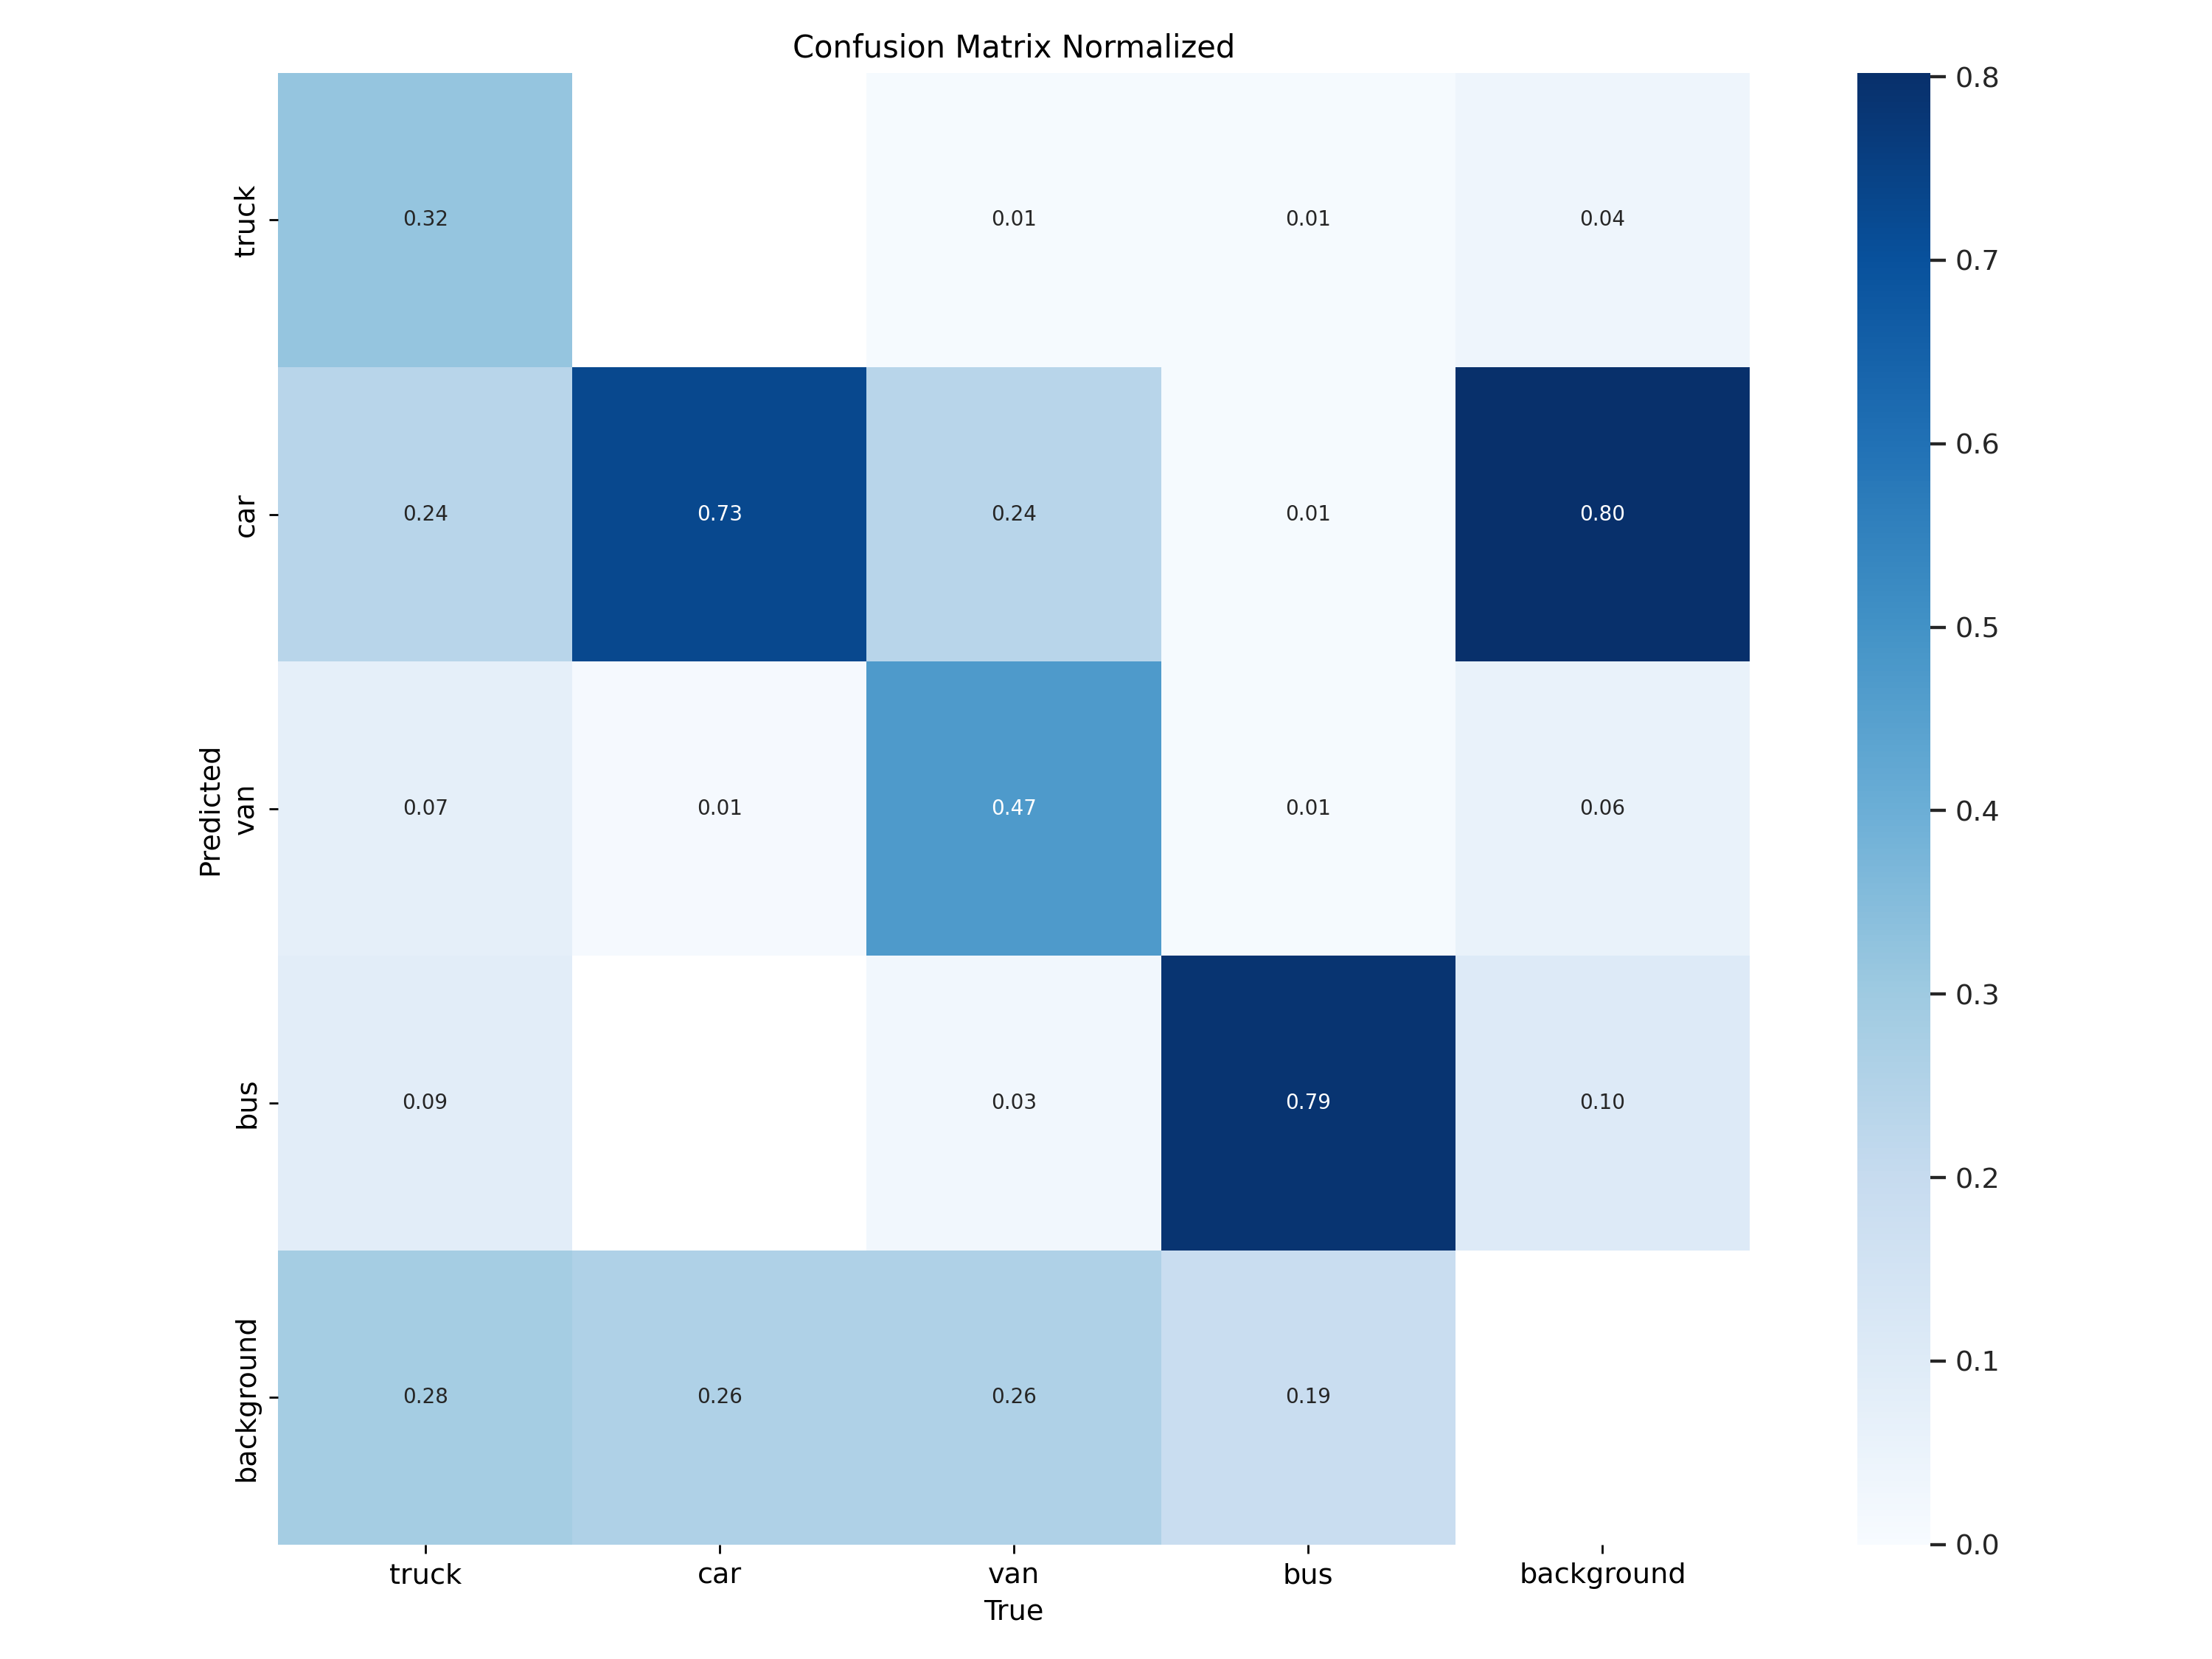 Confusion Matrix Normalized
truck 0.32 0.01 0.01 0.04
car 0.24 0.73 0.24 0.01 0.80
van 0.07 0.01 0.47 0.01 0.06
bus 0.09 0.03 0.79 0.10
background 0.28 0.26 0.26 0.19
Predicted
truck car van bus background
True
0.8
0.7
0.6
0.5
0.4
0.3
0.2
0.1
0.0